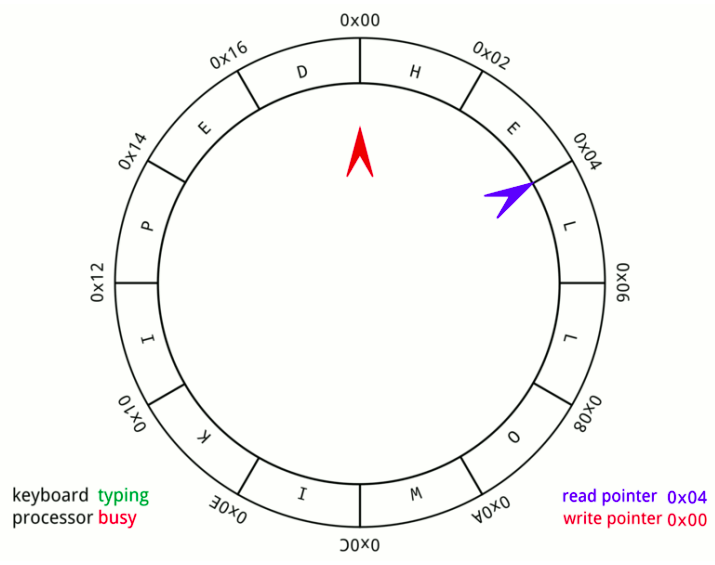 0x00
0x02
0x04
0x06
0x08
0x0A
0x0C
0x0E
0x10
0x12
0x14
0x16
H
E
L
L
O
W
I
K
I
P
E
D
keyboard typing
processor busy
read pointer 0x04
write pointer 0x00